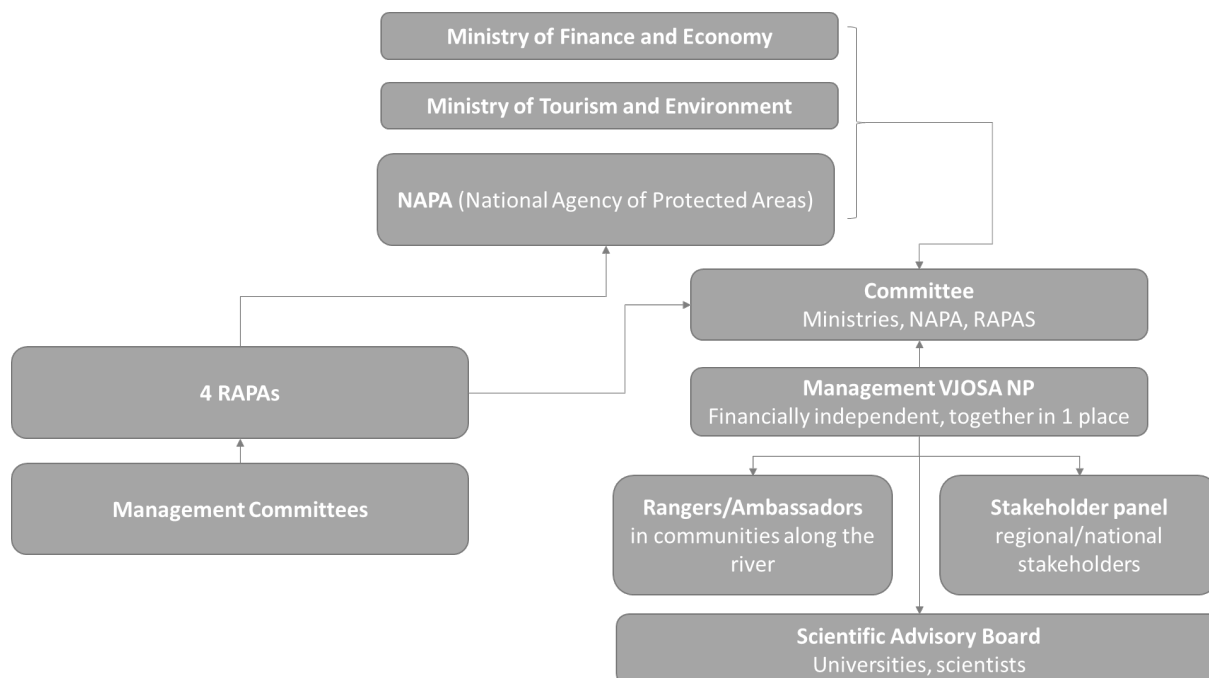 Ministry of Finance and Economy
Ministry of Tourism and Environment
NAPA (National Agency of Protected Areas)
Committee
Ministries, NAPA, RAPAS
4 RAPAs
Management VJOSA NP
Financially independent, together in 1 place
Management Committees
Rangers/Ambassadors
in communities along the
river
Stakeholder panel
regional/national
stakeholders
Scientific Advisory Board
Universities, scientists